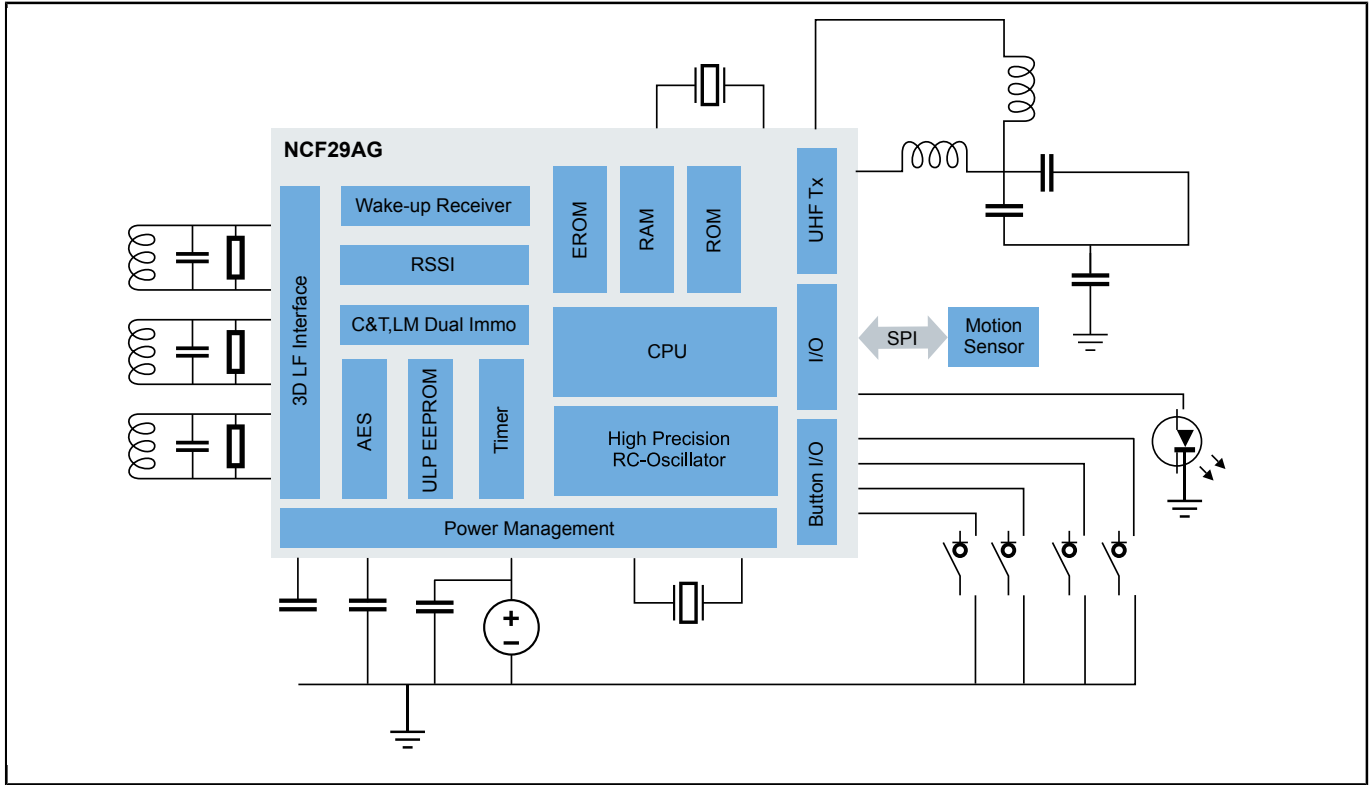 NCF29AG
3D LF Interface
Wake-up Receiver
RSSI
C&T,LM Dual Immo
AES
ULP EEPROM
Timer
EROM
RAM
ROM
CPU
High Precision
RC-Oscillator
Power Management
UHF Tx
I/O
Button I/O
SPI
Motion
Sensor
+
−